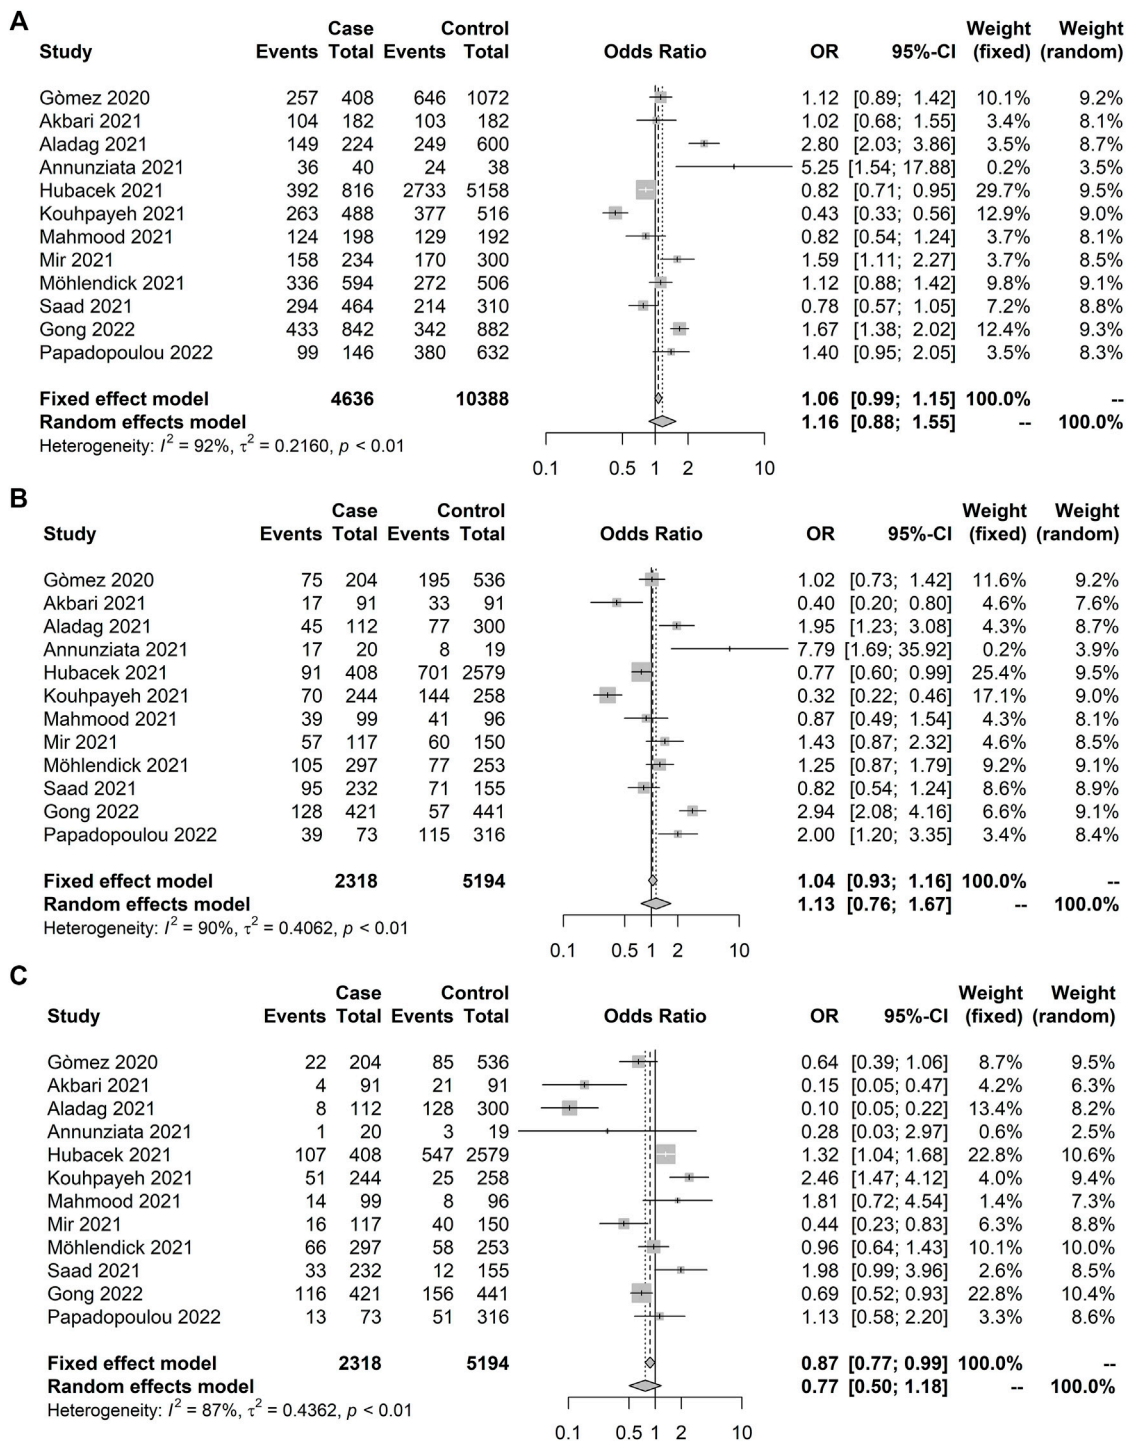 A
Case Control Weight Weight
Study Events Total Events Total Odds Ratio OR 95%-CI (fixed) (random)
Gòmez 2020 257 408 646 1072 1.12 [0.89; 1.42] 10.1% 9.2%
Akbari 2021 104 182 103 182 1.02 [0.68; 1.55] 3.4% 8.1%
Aladag 2021 149 224 249 600 2.80 [2.03; 3.86] 3.5% 8.7%
Annunziata 2021 36 40 24 38 5.25 [1.54; 17.88] 0.2% 3.5%
Hubacek 2021 392 816 2733 5158 0.82 [0.71; 0.95] 29.7% 9.5%
Kouhpayeh 2021 263 488 377 516 0.43 [0.33; 0.56] 12.9% 9.0%
Mahmood 2021 124 198 129 192 0.82 [0.54; 1.24] 3.7% 8.1%
Mir 2021 158 234 170 300 1.59 [1.11; 2.27] 3.7% 8.5%
Möhlendick 2021 336 594 272 506 1.12 [0.88; 1.42] 9.8% 9.1%
Saad 2021 294 464 214 310 0.78 [0.57; 1.05] 7.2% 8.8%
Gong 2022 433 842 342 882 1.67 [1.38; 2.02] 12.4% 9.3%
Papadopoulou 2022 99 146 380 632 1.40 [0.95; 2.05] 3.5% 8.3%
Fixed effect model 4636 10388 1.06 [0.99; 1.15] 100.0% --
Random effects model 1.16 [0.88; 1.55] -- 100.0%
Heterogeneity: I² = 92%, τ² = 0.2160, p < 0.01
0.1 0.5 1 2 10
B
Case Control Weight Weight
Study Events Total Events Total Odds Ratio OR 95%-CI (fixed) (random)
Gòmez 2020 75 204 195 536 1.02 [0.73; 1.42] 11.6% 9.2%
Akbari 2021 17 91 33 91 0.40 [0.20; 0.80] 4.6% 7.6%
Aladag 2021 45 112 77 300 1.95 [1.23; 3.08] 4.3% 8.7%
Annunziata 2021 17 20 8 19 7.79 [1.69; 35.92] 0.2% 3.9%
Hubacek 2021 91 408 701 2579 0.77 [0.60; 0.99] 25.4% 9.5%
Kouhpayeh 2021 70 244 144 258 0.32 [0.22; 0.46] 17.1% 9.0%
Mahmood 2021 39 99 41 96 0.87 [0.49; 1.54] 4.3% 8.1%
Mir 2021 57 117 60 150 1.43 [0.87; 2.32] 4.6% 8.5%
Möhlendick 2021 105 297 77 253 1.25 [0.87; 1.79] 9.2% 9.1%
Saad 2021 95 232 71 155 0.82 [0.54; 1.24] 8.6% 8.9%
Gong 2022 128 421 57 441 2.94 [2.08; 4.16] 6.6% 9.1%
Papadopoulou 2022 39 73 115 316 2.00 [1.20; 3.35] 3.4% 8.4%
Fixed effect model 2318 5194 1.04 [0.93; 1.16] 100.0% --
Random effects model 1.13 [0.76; 1.67] -- 100.0%
Heterogeneity: I² = 90%, τ² = 0.4062, p < 0.01
0.1 0.5 1 2 10
C
Case Control Weight Weight
Study Events Total Events Total Odds Ratio OR 95%-CI (fixed) (random)
Gòmez 2020 22 204 85 536 0.64 [0.39; 1.06] 8.7% 9.5%
Akbari 2021 4 91 21 91 0.15 [0.05; 0.47] 4.2% 6.3%
Aladag 2021 8 112 128 300 0.10 [0.05; 0.22] 13.4% 8.2%
Annunziata 2021 1 20 3 19 0.28 [0.03; 2.97] 0.6% 2.5%
Hubacek 2021 107 408 547 2579 1.32 [1.04; 1.68] 22.8% 10.6%
Kouhpayeh 2021 51 244 25 258 2.46 [1.47; 4.12] 4.0% 9.4%
Mahmood 2021 14 99 8 96 1.81 [0.72; 4.54] 1.4% 7.3%
Mir 2021 16 117 40 150 0.44 [0.23; 0.83] 6.3% 8.8%
Möhlendick 2021 66 297 58 253 0.96 [0.64; 1.43] 10.1% 10.0%
Saad 2021 33 232 12 155 1.98 [0.99; 3.96] 2.6% 8.5%
Gong 2022 116 421 156 441 0.69 [0.52; 0.93] 22.8% 10.4%
Papadopoulou 2022 13 73 51 316 1.13 [0.58; 2.20] 3.3% 8.6%
Fixed effect model 2318 5194 0.87 [0.77; 0.99] 100.0% --
Random effects model 0.77 [0.50; 1.18] -- 100.0%
Heterogeneity: I² = 87%, τ² = 0.4362, p < 0.01
0.1 0.5 1 2 10